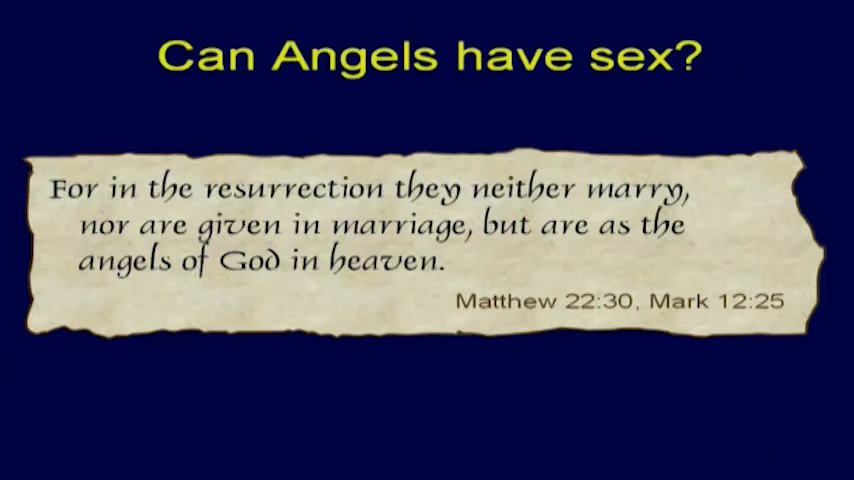 Can Angels have sex?
For in the resurrection they neither marry,
nor are given in marriage, but are as the
angels of God in heaven.
Matthew 22:30, Mark 12:25